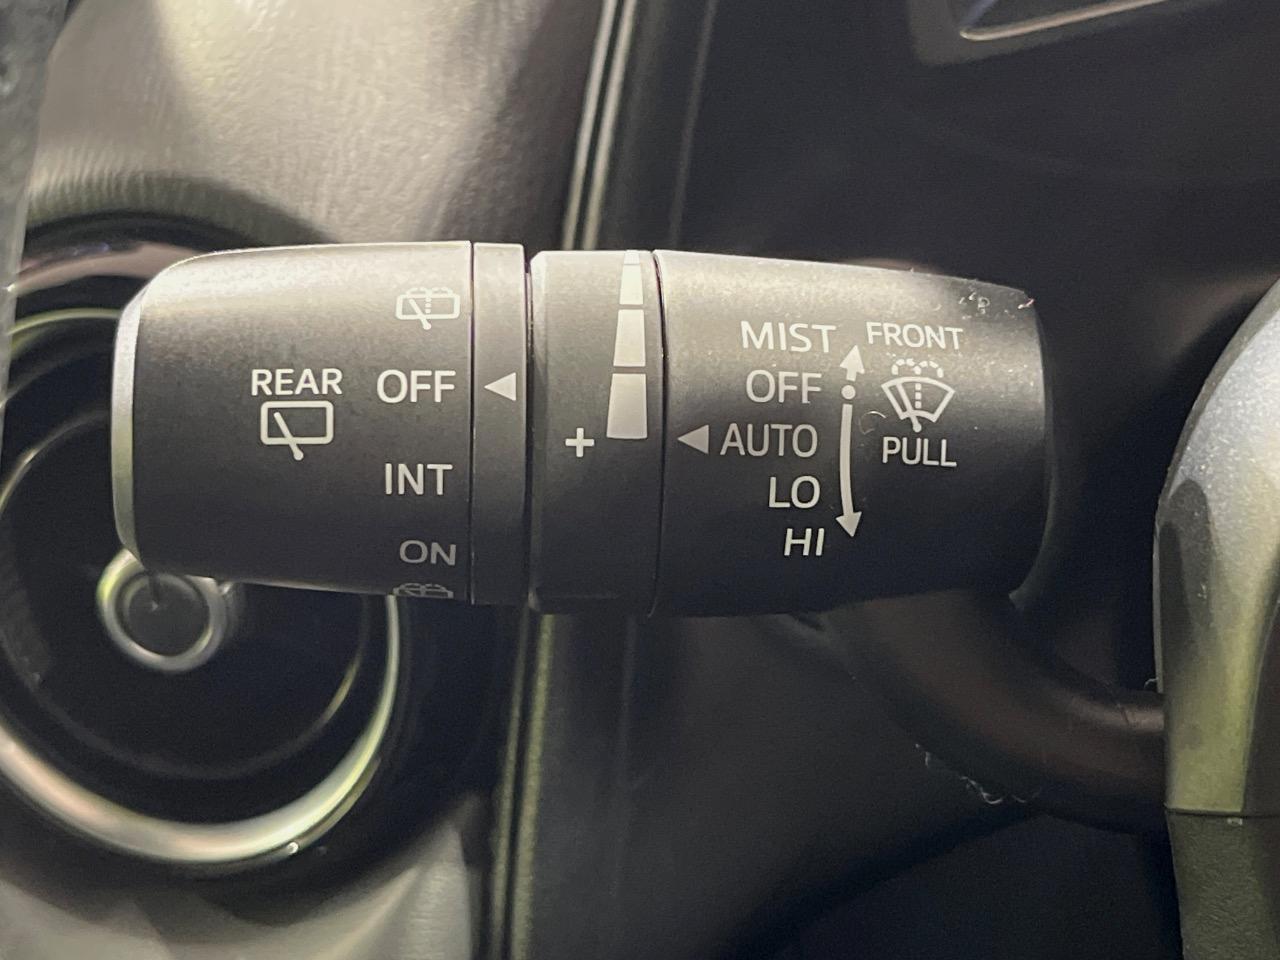 REAR
OFF
INT
ON
+
MIST
OFF
AUTO
LO
HI
FRONT
PULL